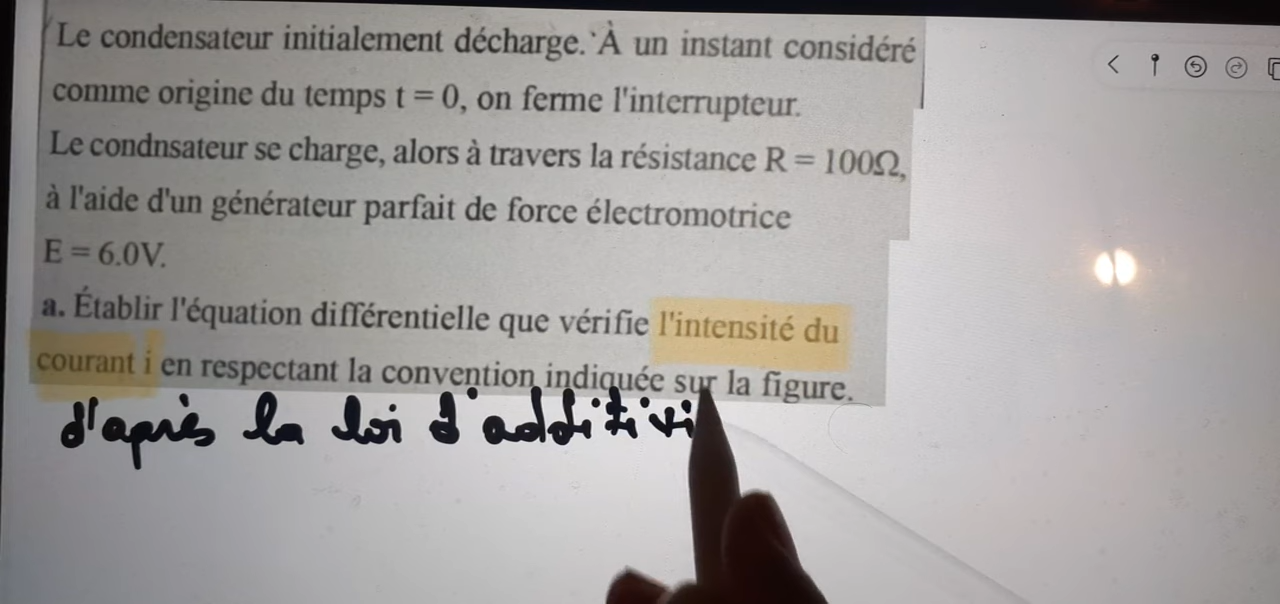 Le condensateur initialement décharge. À un instant considéré
comme origine du temps t = 0, on ferme l'interrupteur.
Le condnsateur se charge, alors à travers la résistance R = 100Ω,
à l'aide d'un générateur parfait de force électromotrice
E = 6.0V.
a. Établir l'équation différentielle que vérifie l'intensité du
courant i en respectant la convention indiquée sur la figure.
d'après la loi d'additivi